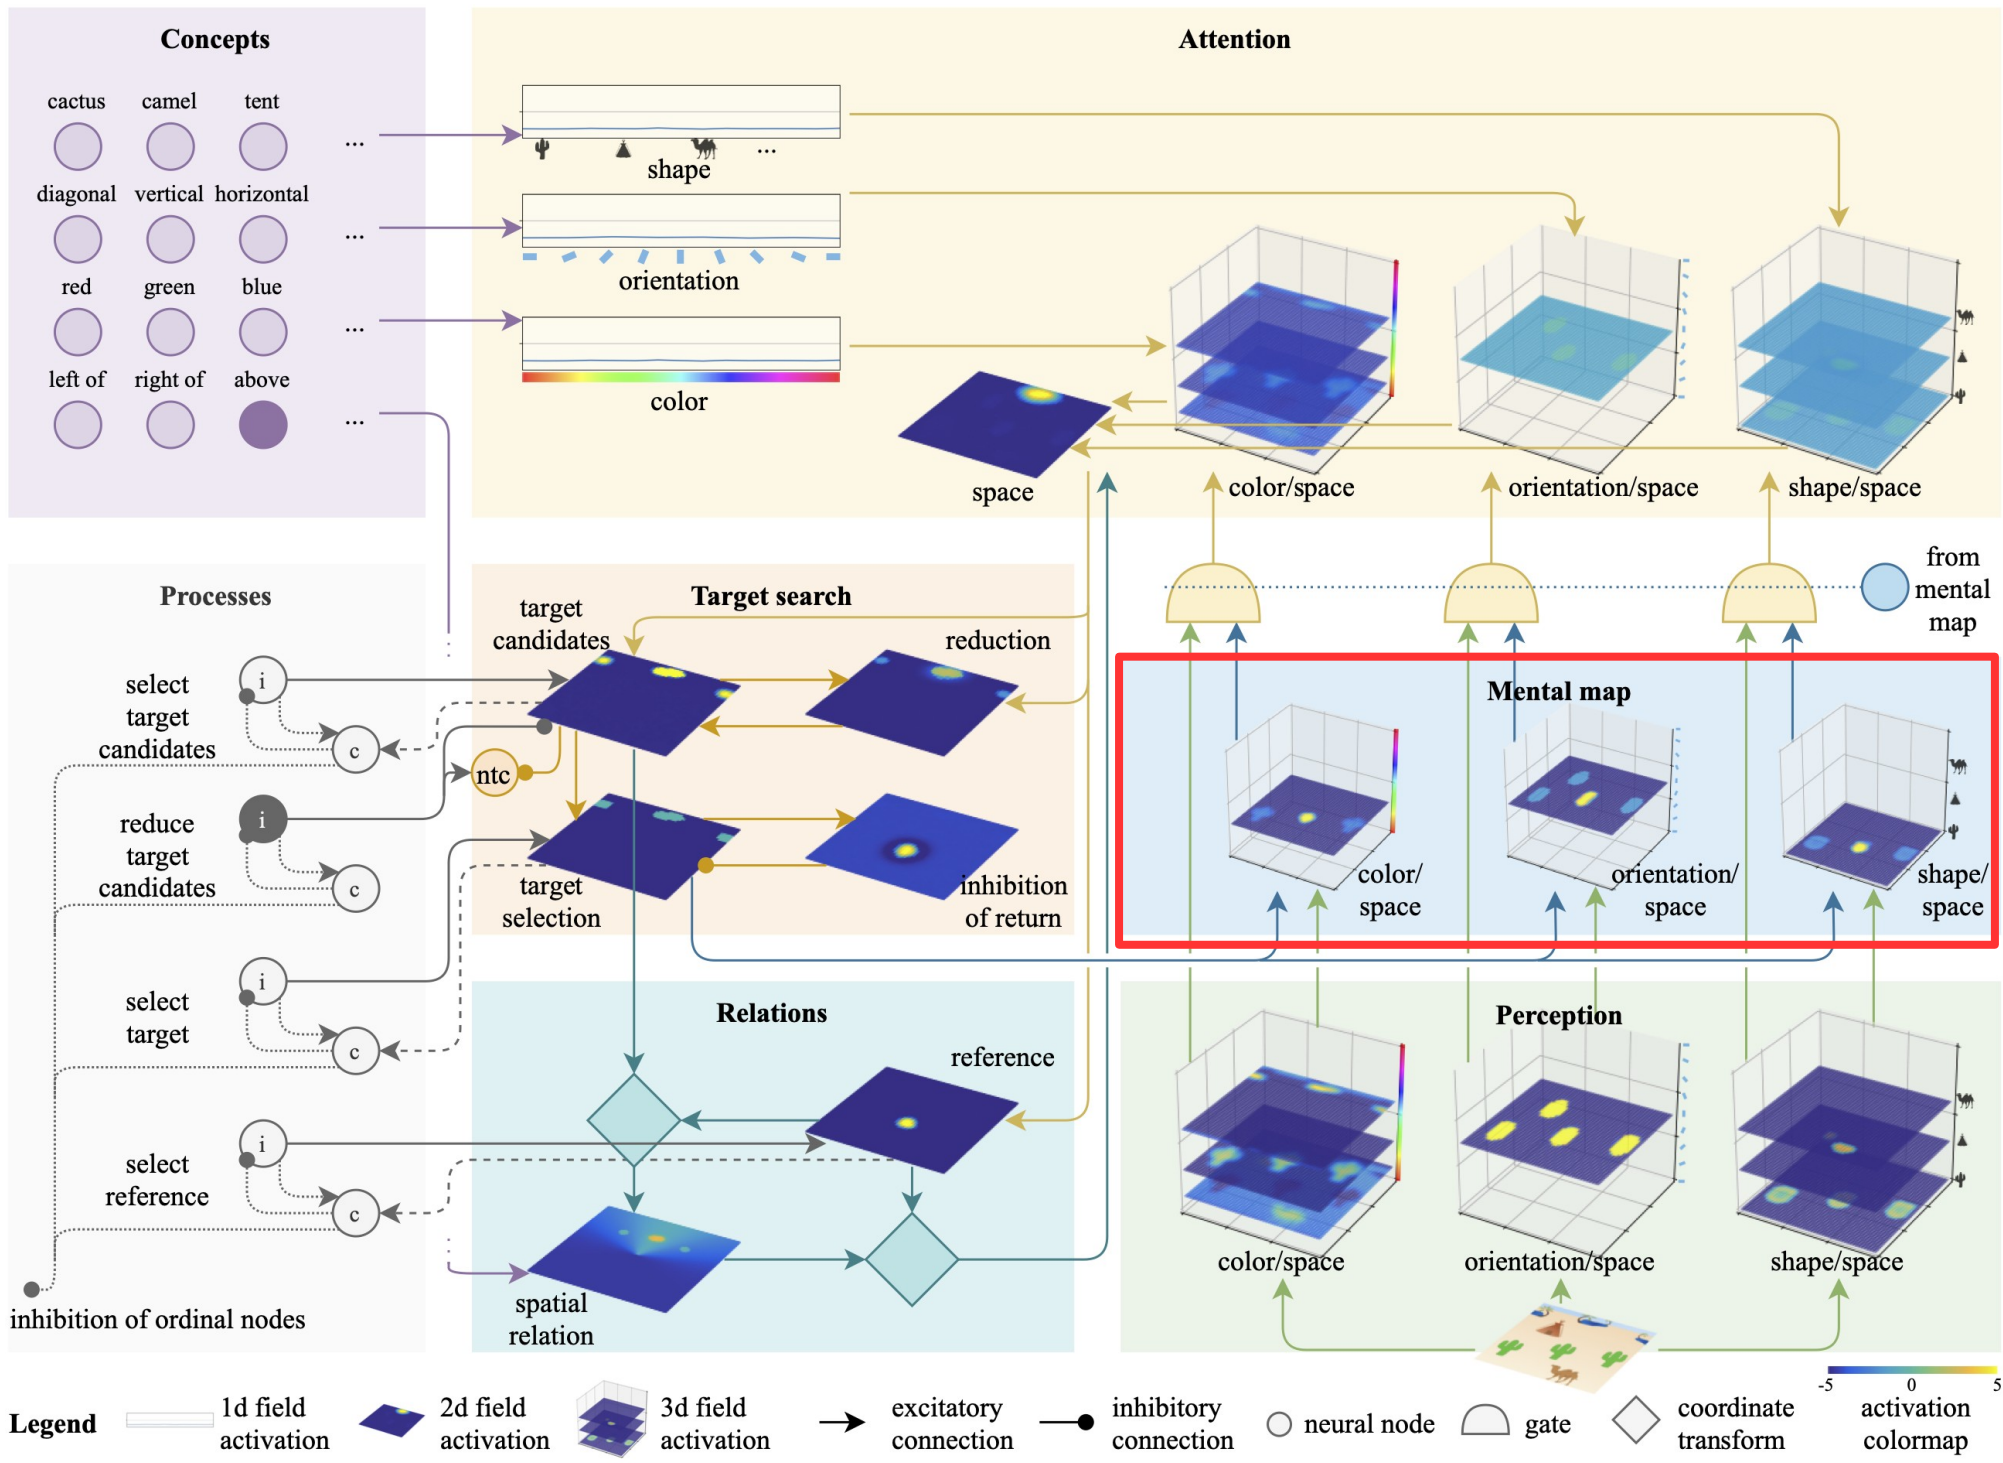 Concepts
cactus camel tent
...
diagonal vertical horizontal
...
red green blue
...
left of right of above
...
Attention
shape
...
orientation
color
space
color/space
orientation/space
shape/space
from
mental
map
Processes
select
target
candidates
i
c
reduce
target
candidates
i
c
select
target
i
c
select
reference
i
c
inhibition of ordinal nodes
Target search
target
candidates
reduction
ntc
target
selection
inhibition
of return
Mental map
color/
space
orientation/
space
shape/
space
Relations
reference
spatial
relation
Perception
color/space
orientation/space
shape/space
Legend
1d field
activation
2d field
activation
3d field
activation
excitatory
connection
inhibitory
connection
neural node
gate
coordinate
transform
-5 0 5
activation
colormap